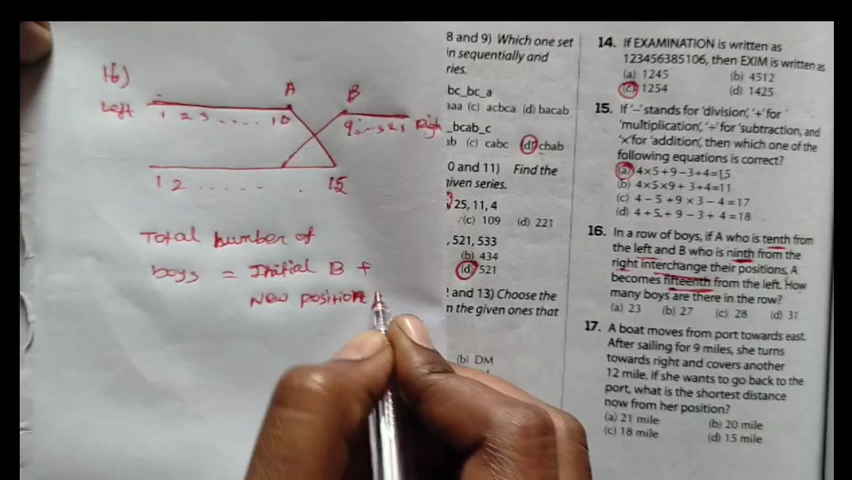 16)
A
B
Left
1 2 3 ..... 10
9 ... 3 2 1
1 2 ....... 15
Total number of
boys = Initial B +
New position
8 and 9) Which one set
in sequentially and
ries.
bc_bc_a
aaa (c) acbca (d) bacab
_bcab_c
ab (c) cabc (d) cbab
0 and 11) Find the
given series.
25, 11, 4
(c) 109 (d) 221
, 521, 533
(b) 434
(d) 521
and 13) Choose the
n the given ones that
(b) DM
14. If EXAMINATION is written as
123456385106, then EXIM is written as
(a) 1245 (b) 4512
(c) 1254 (d) 1425
15. If '–' stands for 'division', '+' for
'multiplication', '÷' for 'subtraction, and
'×' for 'addition', then which one of the
following equations is correct?
(a) 4×5+9–3÷4=15
(b) 4×5×9+3÷4=11
(c) 4 – 5 ÷ 9 × 3 – 4 = 17
(d) 4 ÷ 5 + 9 – 3 + 4 = 18
16. In a row of boys, if A who is tenth from
the left and B who is ninth from the
right interchange their positions, A
becomes fifteenth from the left. How
many boys are there in the row?
(a) 23 (b) 27 (c) 28 (d) 31
17. A boat moves from port towards east.
After sailing for 9 miles, she turns
towards right and covers another
12 mile. If she wants to go back to the
port, what is the shortest distance
now from her position?
(a) 21 mile (b) 20 mile
(c) 18 mile (d) 15 mile